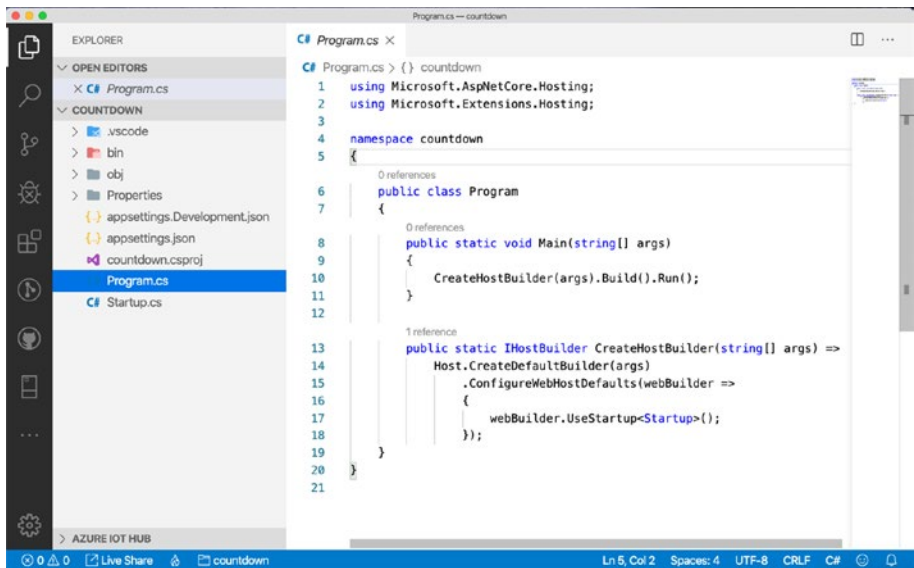 Program.cs — countdown
EXPLORER
OPEN EDITORS
C# Program.cs
COUNTDOWN
.vscode
bin
obj
Properties
{..} appsettings.Development.json
{..} appsettings.json
countdown.csproj
Program.cs
C# Startup.cs
AZURE IOT HUB
C# Program.cs
C# Program.cs > {} countdown
1 using Microsoft.AspNetCore.Hosting;
2 using Microsoft.Extensions.Hosting;
3
4 namespace countdown
5 {
0 references
6 public class Program
7 {
0 references
8 public static void Main(string[] args)
9 {
10 CreateHostBuilder(args).Build().Run();
11 }
12
1 reference
13 public static IHostBuilder CreateHostBuilder(string[] args) =>
14 Host.CreateDefaultBuilder(args)
15 .ConfigureWebHostDefaults(webBuilder =>
16 {
17 webBuilder.UseStartup<Startup>();
18 });
19 }
20 }
21
0 0 Live Share countdown Ln 5, Col 2 Spaces: 4 UTF-8 CRLF C#